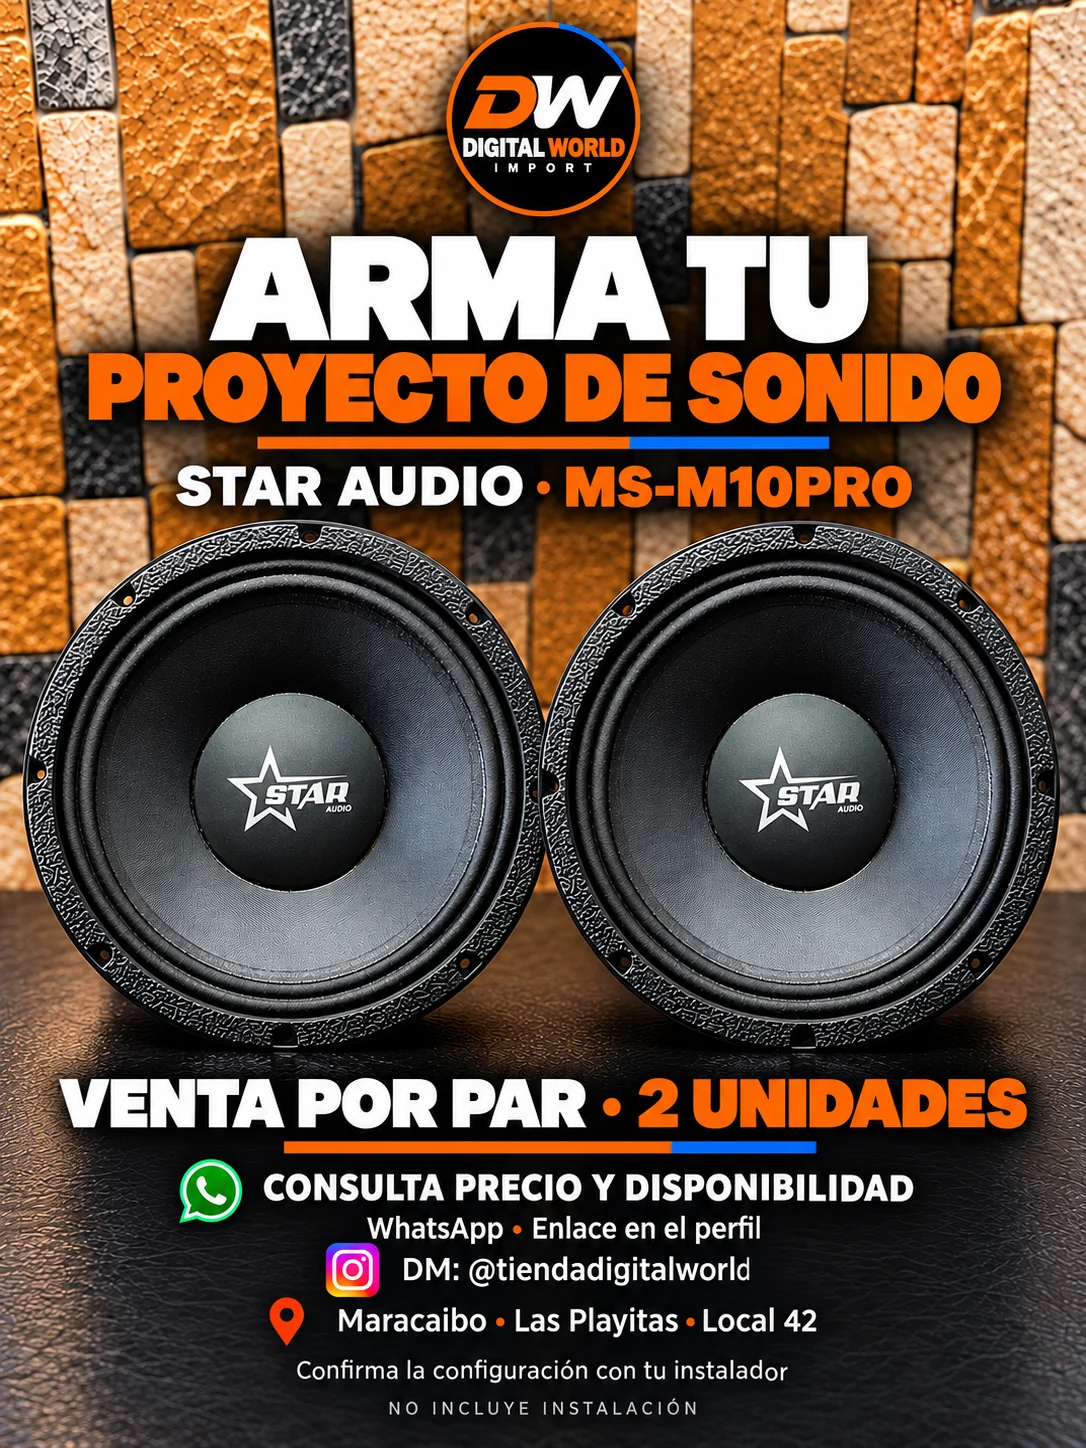 DW
DIGITAL WORLD
IMPORT
ARMA TU
PROYECTO DE SONIDO
STAR AUDIO • MS-M10PRO
STAR
AUDIO
STAR
AUDIO
VENTA POR PAR • 2 UNIDADES
CONSULTA PRECIO Y DISPONIBILIDAD
WhatsApp • Enlace en el perfil
DM: @tiendadigitalworld
Maracaibo • Las Playitas • Local 42
Confirma la configuración con tu instalador
NO INCLUYE INSTALACIÓN